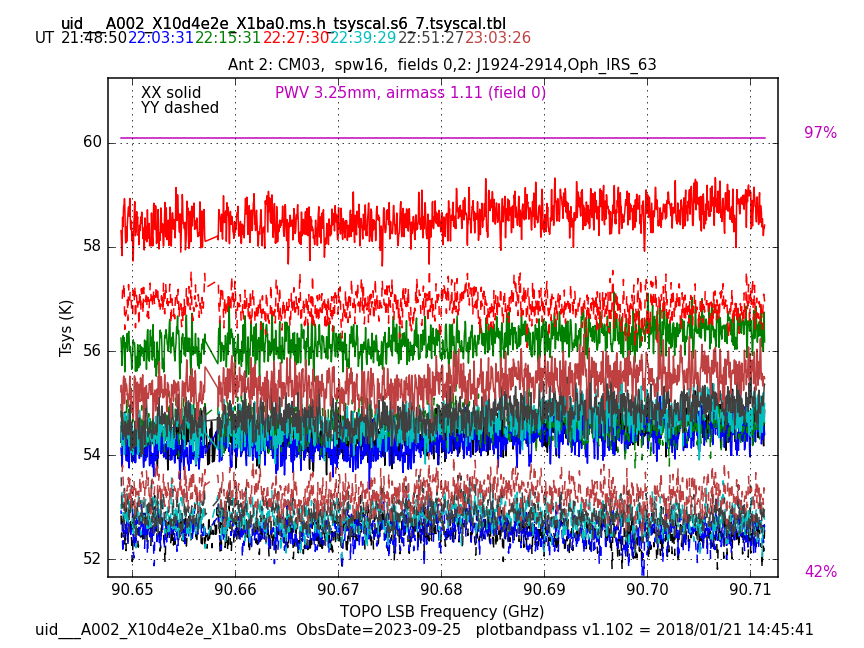 uid___A002_X10d4e2e_X1ba0.ms.h_tsyscal.s6_7.tsyscal.tbl
UT 21:48:50 22:03:31 22:15:31 22:27:30 22:39:29 22:51:27 23:03:26
Ant 2: CM03,  spw16,  fields 0,2: J1924-2914,Oph_IRS_63
XX solid
PWV 3.25mm, airmass 1.11 (field 0)
YY dashed
97%
60
58
56
54
52
Tsys (K)
42%
90.65 90.66 90.67 90.68 90.69 90.70 90.71
TOPO LSB Frequency (GHz)
uid___A002_X10d4e2e_X1ba0.ms  ObsDate=2023-09-25   plotbandpass v1.102 = 2018/01/21 14:45:41